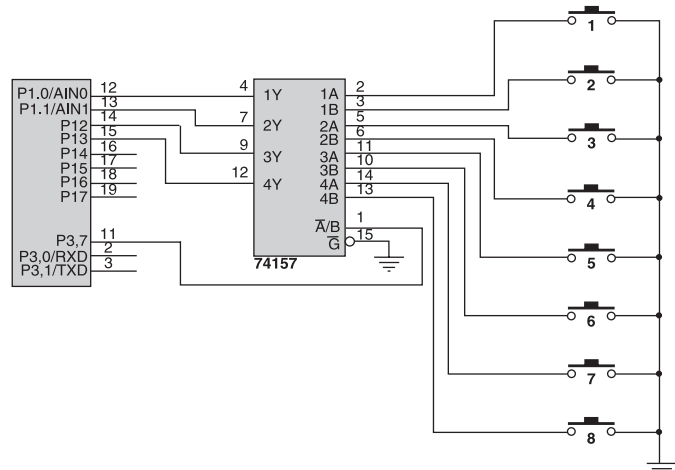 P1.0/AIN0 12
P1.1/AIN1 13
P12 14
P13 15
P14 16
P15 17
P16 18
P17 19
P3,7 11
P3,0/RXD 2
P3,1/TXD 3
4 1Y 1A 2
1B 3
7 2Y 2A 5
2B 6
9 3Y 3A 11
3B 10
12 4Y 4A 14
4B 13
A/B 1
G 15
74157
1
2
3
4
5
6
7
8